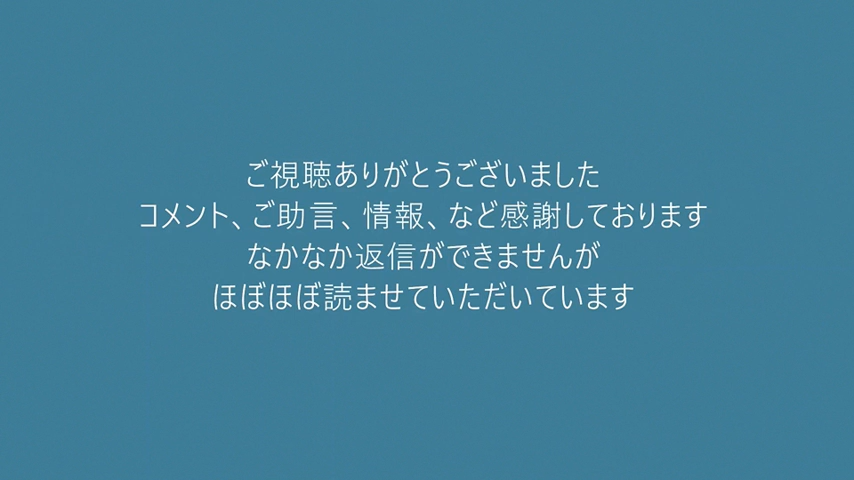 ご視聴ありがとうございました
コメント、ご助言、情報、など感謝しております
なかなか返信ができませんが
ほぼほぼ読ませていただいています